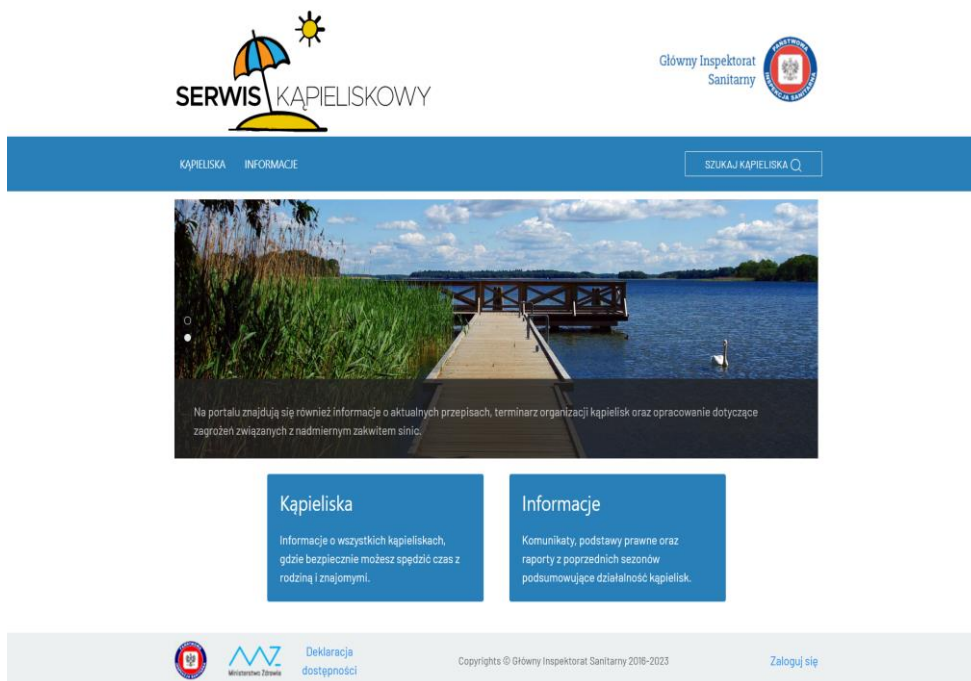 SERWIS KĄPIELISKOWY
Główny Inspektorat
Sanitarny
PAŃSTWOWA
INSPEKCJA SANITARNA
KĄPIELISKA
INFORMACJE
SZUKAJ KĄPIELISKA
Na portalu znajdują się również informacje o aktualnych przepisach, terminarz organizacji kąpielisk oraz opracowanie dotyczące
zagrożeń związanych z nadmiernym zakwitem sinic.
Kąpieliska
Informacje o wszystkich kąpieliskach,
gdzie bezpiecznie możesz spędzić czas z
rodziną i znajomymi.
Informacje
Komunikaty, podstawy prawne oraz
raporty z poprzednich sezonów
podsumowujące działalność kąpielisk.
Ministerstwo Zdrowia
Deklaracja
dostępności
Copyrights © Główny Inspektorat Sanitarny 2016-2023
Zaloguj się